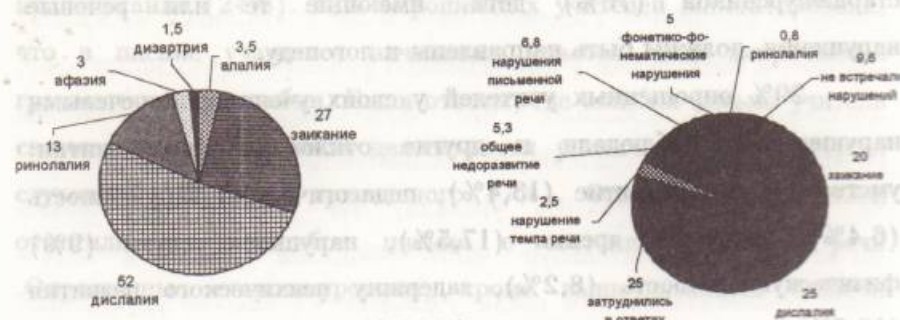 1,5
дизартрия
3,5
алалия
3
афазия
27
заикание
13
ринолалия
52
дислалия
5
фонетико-фо-
нематические
нарушения
0,8
ринолалия
6,8
нарушения
письменной
речи
9,6
не встречали
нарушений
5,3
общее
недоразвитие
речи
20
заикание
2,5
нарушение
темпа речи
25
затруднились
в ответах
25
дислалия